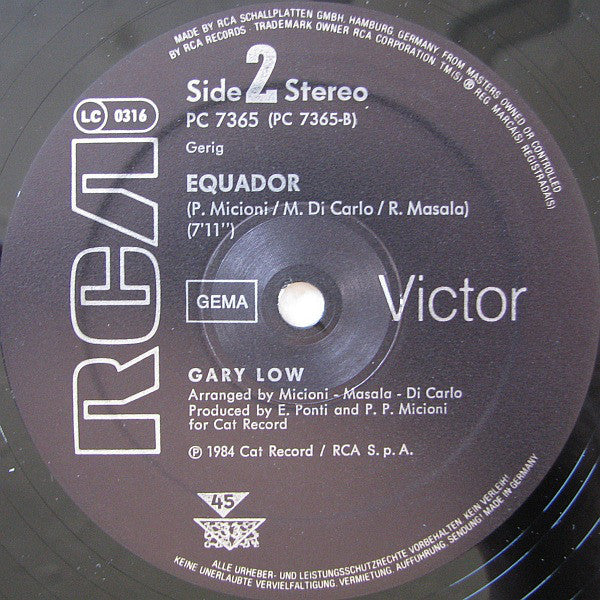 MADE BY RCA SCHALLPLATTEN GMBH, HAMBURG, GERMANY, FROM MASTERS OWNED OR CONTROLLED
BY RCA RECORDS · TRADEMARK OWNER RCA CORPORATION. TM(S) ® REG. MARCA(S) REGISTRADA(S)
Side 2 Stereo
PC 7365 (PC 7365-B)
LC 0316
Gerig
RCA
EQUADOR
(P. Micioni / M. Di Carlo / R. Masala)
(7'11")
GEMA
Victor
GARY LOW
Arranged by Micioni - Masala - Di Carlo
Produced by E. Ponti and P. P. Micioni
for Cat Record
℗ 1984 Cat Record / RCA S. p A.
45
ALLE URHEBER- UND LEISTUNGSSCHUTZRECHTE VORBEHALTEN. KEIN VERLEIH!
KEINE UNERLAUBTE VERVIELFÄLTIGUNG, VERMIETUNG, AUFFÜHRUNG, SENDUNG! MADE IN GERMANY